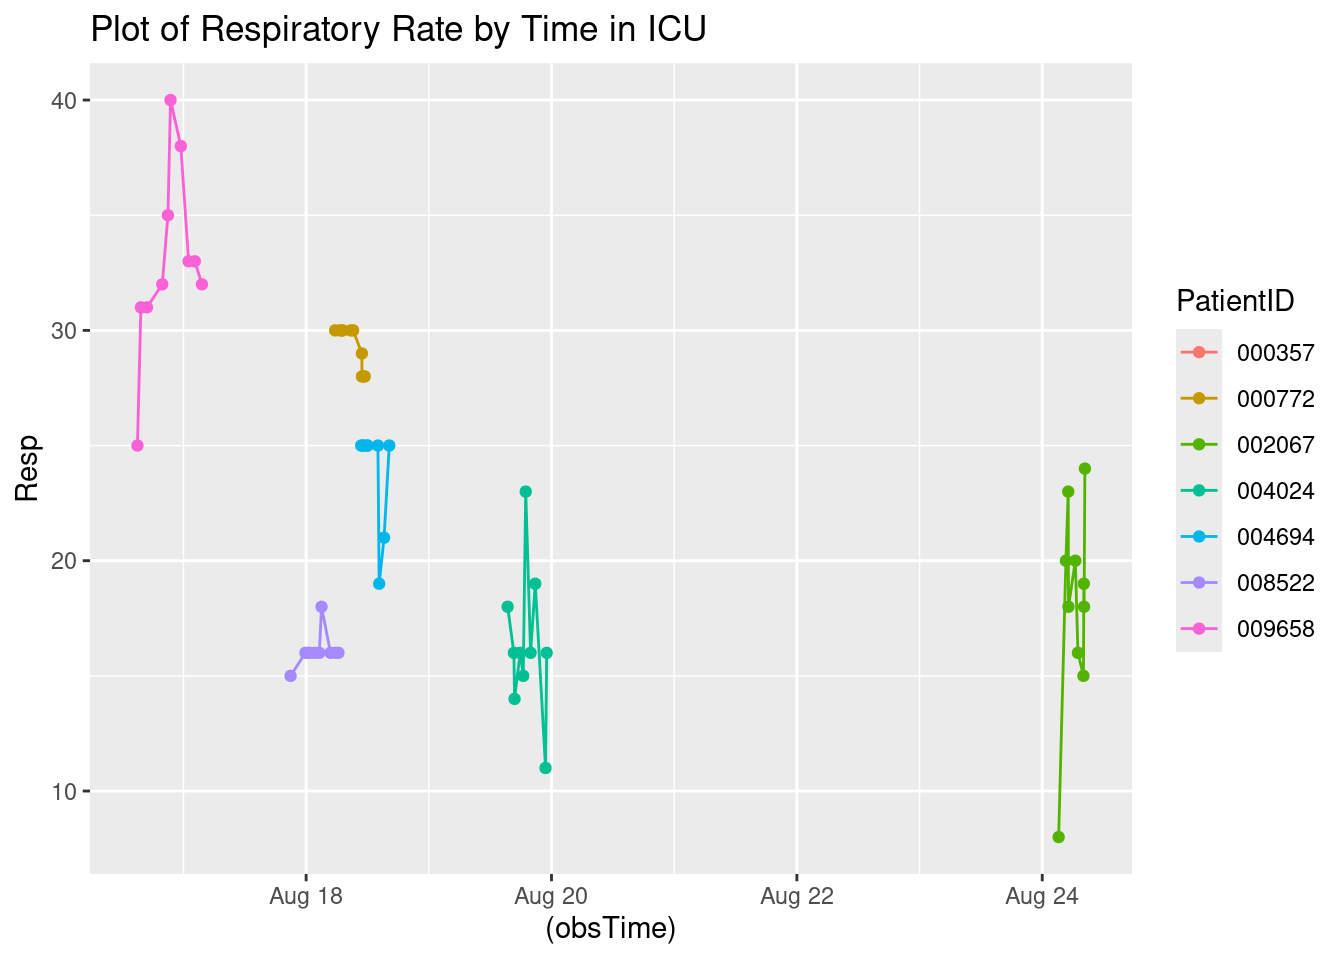 Plot of Respiratory Rate by Time in ICU
Resp
40
30
20
10
Aug 18
Aug 20
Aug 22
Aug 24
(obsTime)
PatientID
000357
000772
002067
004024
004694
008522
009658